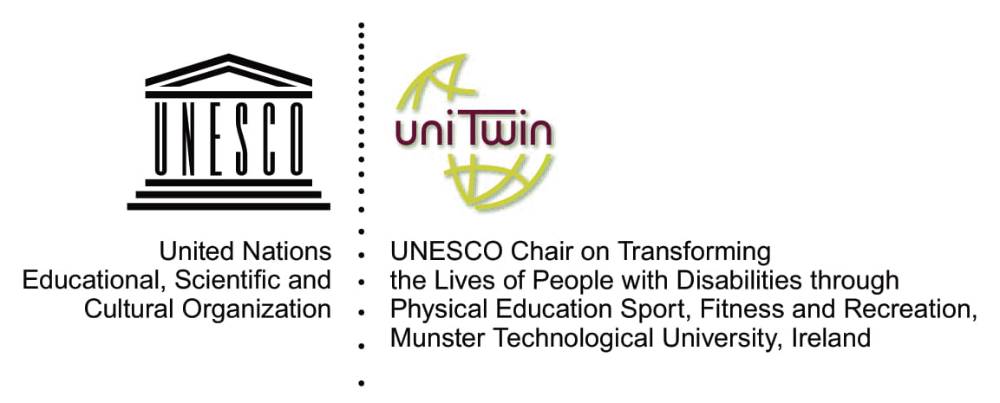 UNESCO
United Nations
Educational, Scientific and
Cultural Organization
uniTwin
UNESCO Chair on Transforming
the Lives of People with Disabilities through
Physical Education Sport, Fitness and Recreation,
Munster Technological University, Ireland